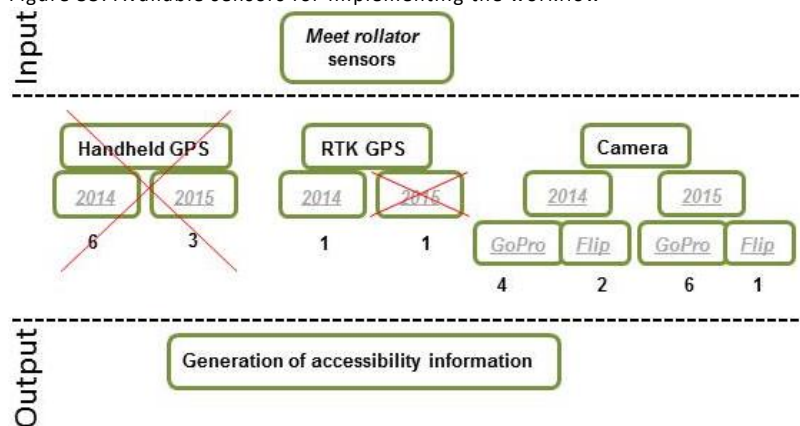 Figure Available sensors for implementing the workflow
Input
Meet rollator
sensors
Handheld GPS
RTK GPS
Camera
2014
2015
2014
2015
2014
2015
6
3
1
1
GoPro
Flip
GoPro
Flip
4
2
6
1
Output
Generation of accessibility information